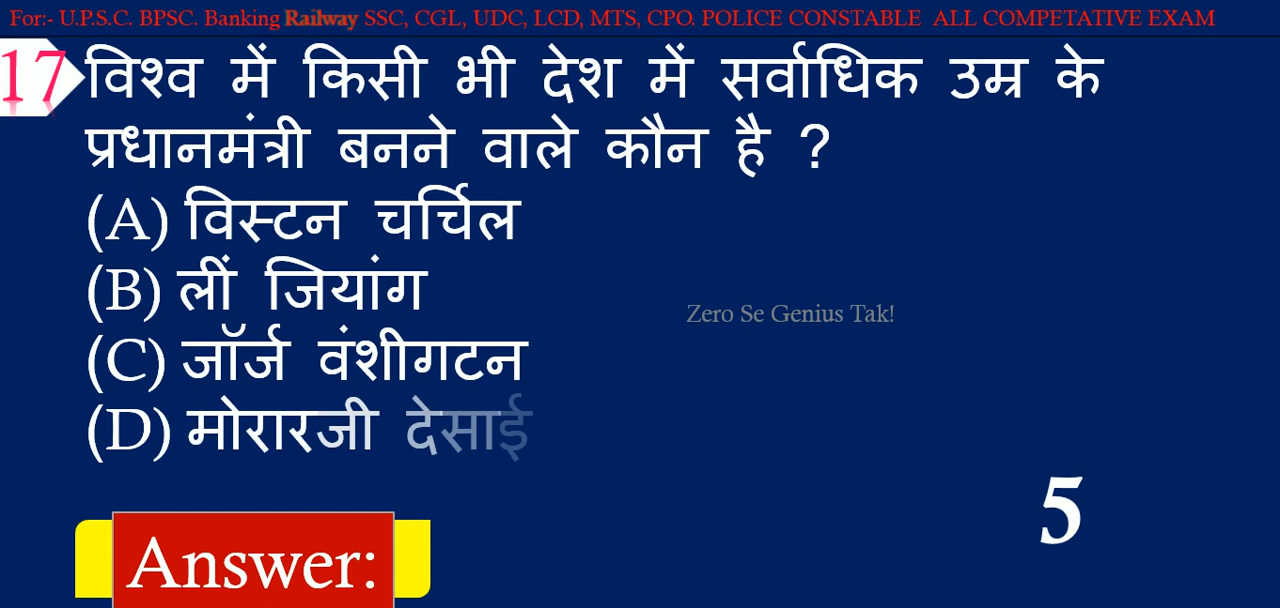 For:- U.P.S.C. BPSC. Banking Railway SSC, CGL, UDC, LCD, MTS, CPO. POLICE CONSTABLE ALL COMPETATIVE EXAM
17 विश्व में किसी भी देश में सर्वाधिक उम्र के
प्रधानमंत्री बनने वाले कौन है ?
(A) विस्टन चर्चिल
(B) लीं जियांग
(C) जॉर्ज वंशीगटन
(D) मोरारजी देसाई
Zero Se Genius Tak!
5
Answer: